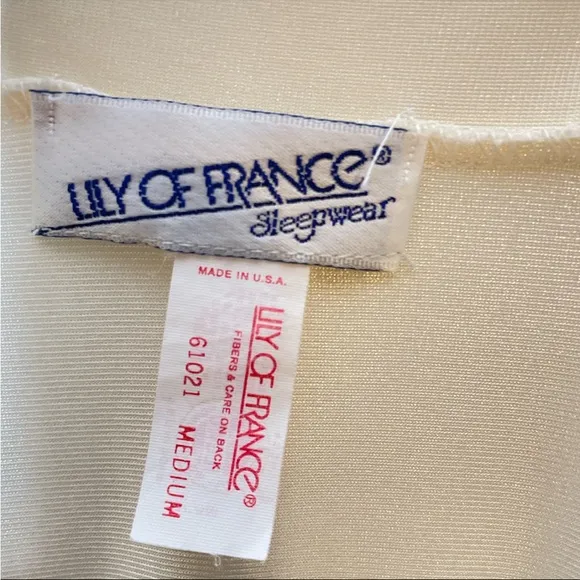 LILY OF FRANCE®
Sleepwear
MADE IN U.S.A.
LILY OF FRANCE®
FIBERS & CARE ON BACK
61021 MEDIUM